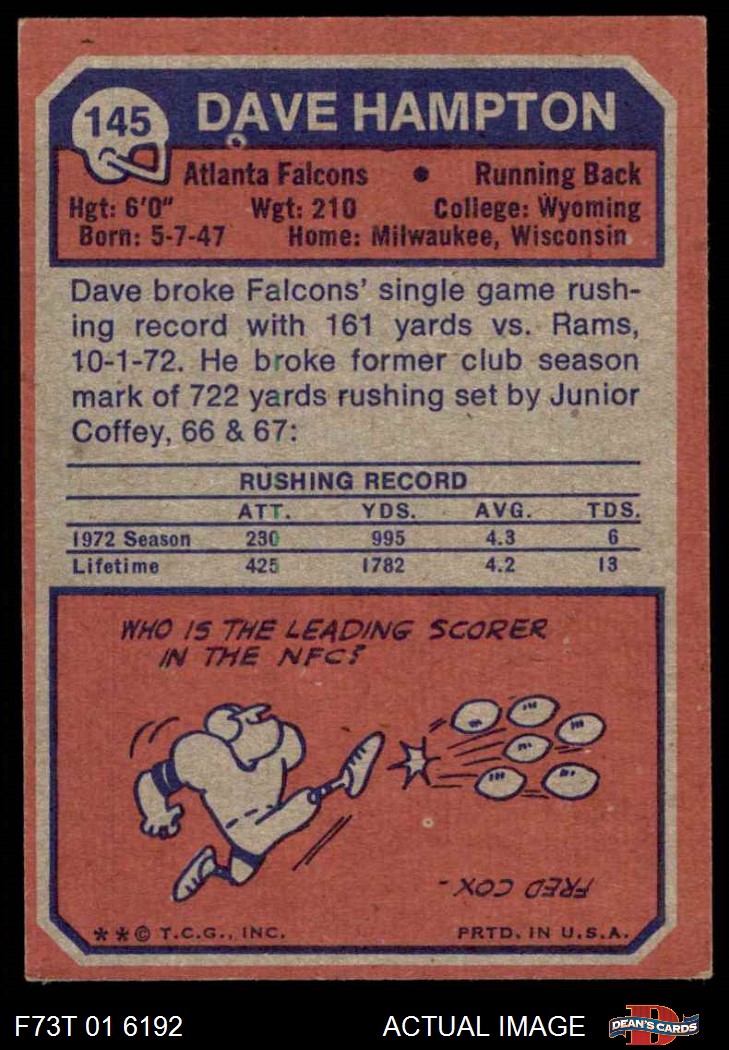 145
DAVE HAMPTON
Atlanta Falcons • Running Back
Hgt: 6'0" Wgt: 210 College: Wyoming
Born: 5-7-47 Home: Milwaukee, Wisconsin
Dave broke Falcons' single game rush-
ing record with 161 yards vs. Rams,
10-1-72. He broke former club season
mark of 722 yards rushing set by Junior
Coffey, 66 & 67:
RUSHING RECORD
ATT. YDS. AVG. TDS.
1972 Season 230 995 4.3 6
Lifetime 425 1782 4.2 13
WHO IS THE LEADING SCORER
IN THE NFC?
FRED COX
* * © T.C.G., INC. PRTD. IN U.S.A.
F73T 01 6192 ACTUAL IMAGE D DEAN'S CARDS